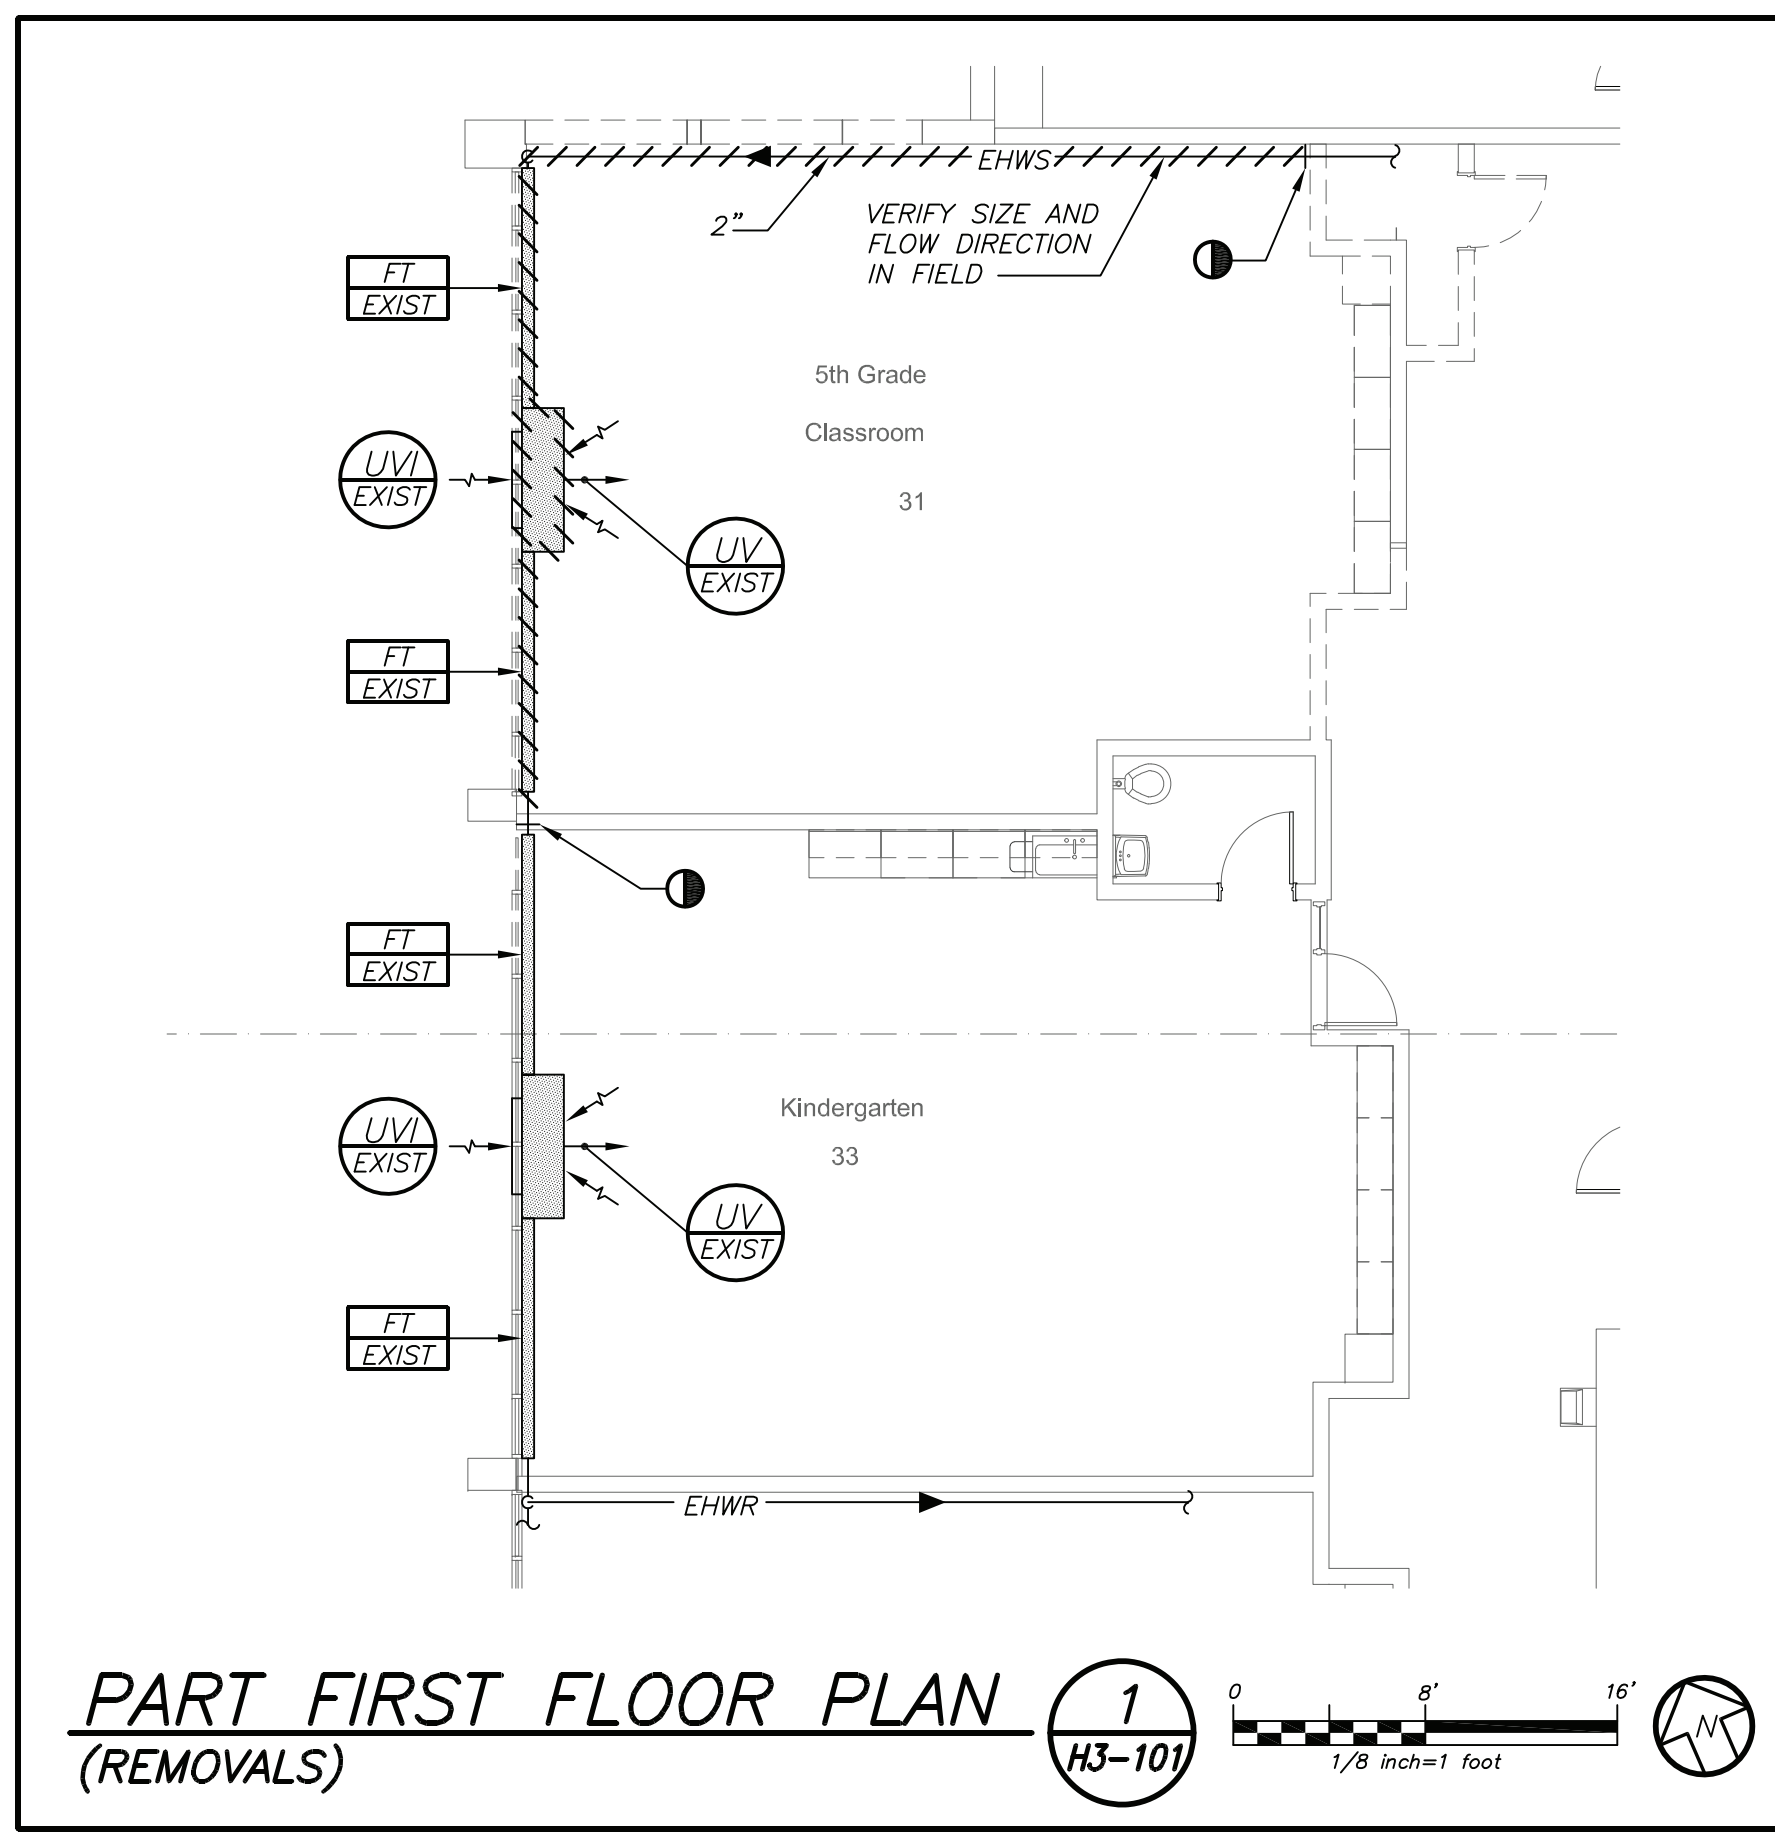 EHWS
2"
VERIFY SIZE AND
FLOW DIRECTION
IN FIELD
FT
EXIST
5th Grade
Classroom
31
UVI
EXIST
UV
EXIST
FT
EXIST
FT
EXIST
Kindergarten
33
UVI
EXIST
UV
EXIST
FT
EXIST
EHWR
PART FIRST FLOOR PLAN
(REMOVALS)
1
H3-101
0 8' 16'
1/8 inch=1 foot
N